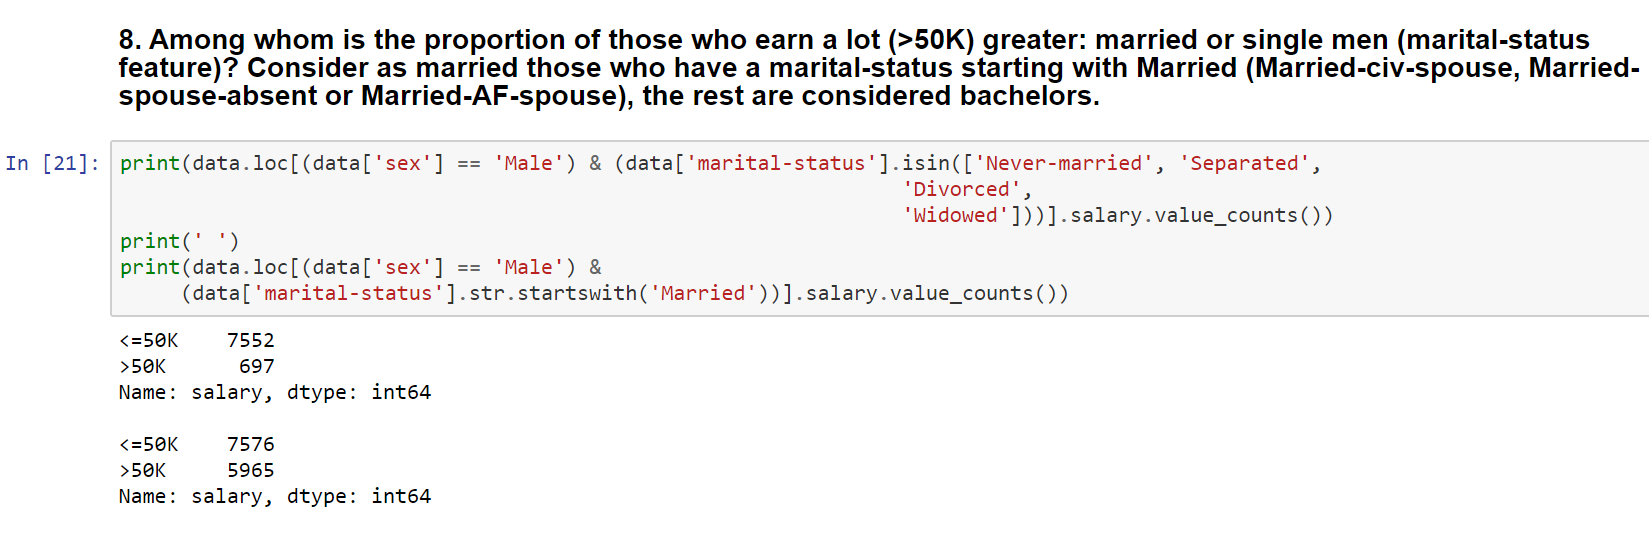 8. Among whom is the proportion of those who earn a lot (>50K) greater: married or single men (marital-status
feature)? Consider as married those who have a marital-status starting with Married (Married-civ-spouse, Married-
spouse-absent or Married-AF-spouse), the rest are considered bachelors.
In [21]: print(data.loc[(data['sex'] == 'Male') & (data['marital-status'].isin(['Never-married', 'Separated',
'Divorced',
'Widowed']))].salary.value_counts())
print(' ')
print(data.loc[(data['sex'] == 'Male') &
(data['marital-status'].str.startswith('Married'))].salary.value_counts())
<=50K    7552
>50K      697
Name: salary, dtype: int64
<=50K    7576
>50K     5965
Name: salary, dtype: int64